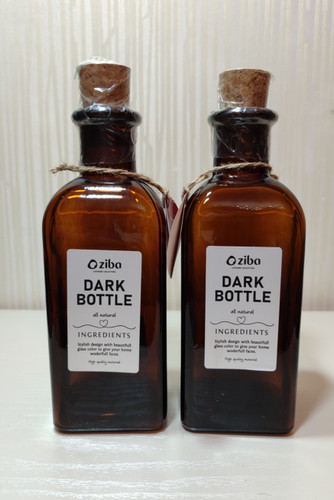 ziba
DARK
BOTTLE
all natural
INGREDIENTS
Stylish design with beautifull
glass color to give your home
wonderfull faces.
High quality material
ziba
DARK
BOTTLE
all natural
INGREDIENTS
Stylish design with beautifull
glass color to give your home
wonderfull faces.
High quality material